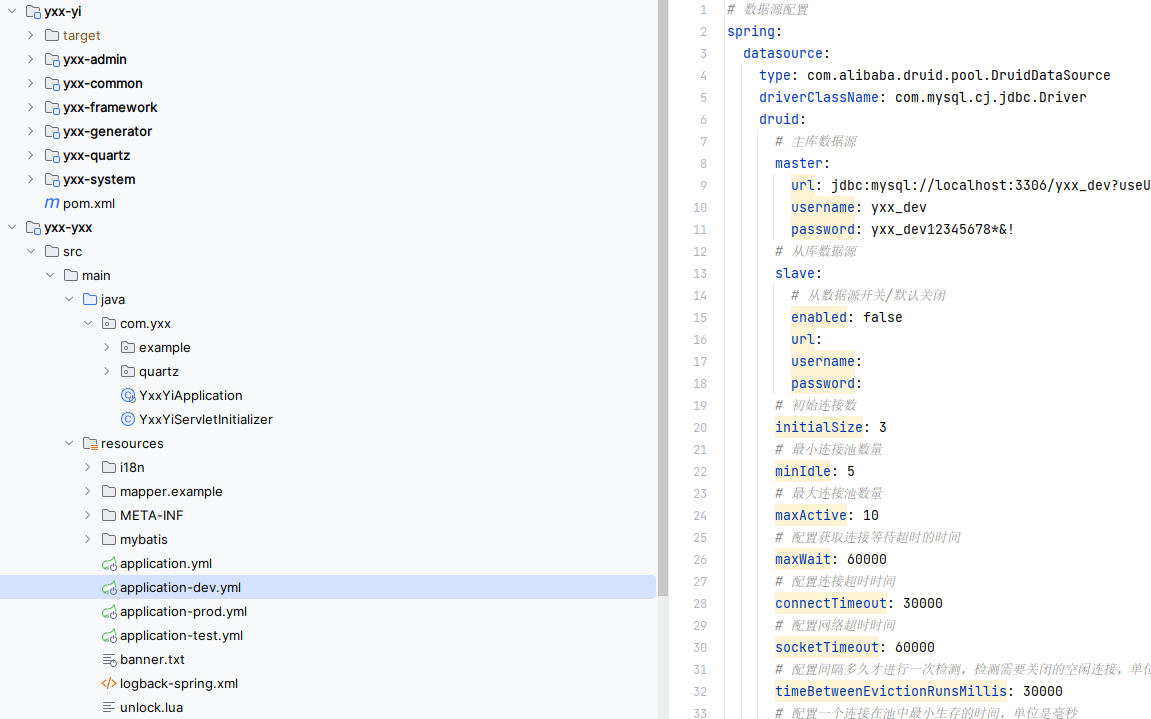 yxx-yi
target
yxx-admin
yxx-common
yxx-framework
yxx-generator
yxx-quartz
yxx-system
pom.xml
yxx-yxx
src
main
java
com.yxx
example
quartz
YxxYiApplication
YxxYiServletInitializer
resources
i18n
mapper.example
META-INF
mybatis
application.yml
application-dev.yml
application-prod.yml
application-test.yml
banner.txt
logback-spring.xml
unlock.lua
1 # 数据源配置
2 spring:
3 datasource:
4 type: com.alibaba.druid.pool.DruidDataSource
5 driverClassName: com.mysql.cj.jdbc.Driver
6 druid:
7 # 主库数据源
8 master:
9 url: jdbc:mysql://localhost:3306/yxx_dev?useU
10 username: yxx_dev
11 password: yxx_dev12345678*&!
12 # 从库数据源
13 slave:
14 # 从数据源开关/默认关闭
15 enabled: false
16 url:
17 username:
18 password:
19 # 初始连接数
20 initialSize: 3
21 # 最小连接池数量
22 minIdle: 5
23 # 最大连接池数量
24 maxActive: 10
25 # 配置获取连接等待超时的时间
26 maxWait: 60000
27 # 配置连接超时时间
28 connectTimeout: 30000
29 # 配置网络超时时间
30 socketTimeout: 60000
31 # 配置间隔多久才进行一次检测，检测需要关闭的空闲连接，单位
32 timeBetweenEvictionRunsMillis: 30000
33 # 配置一个连接在池中最小生存的时间，单位是毫秒